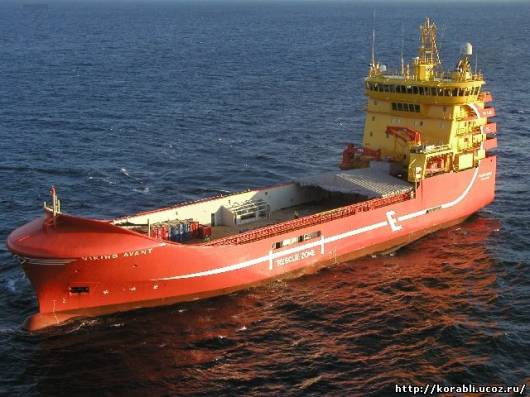 VIKING AVANT
RESCUE ZONE
http://korabli.ucoz.ru/